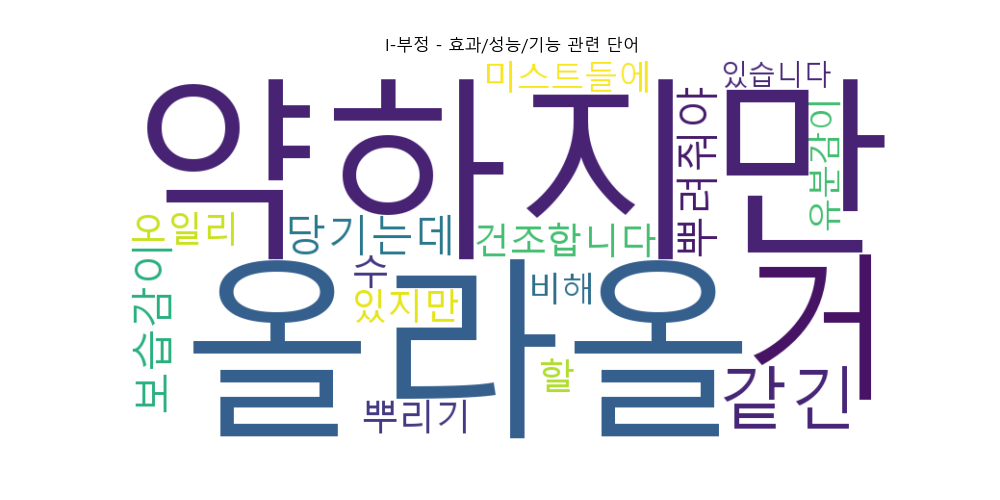 I-부정 - 효과/성능/기능 관련 단어
미스트들에
있습니다
약하지만
뿌려줘야
유분감이
오일리
당기는데
건조합니다
보습감이
수
있지만
올라올
비해
거
할
뿌리기
같긴